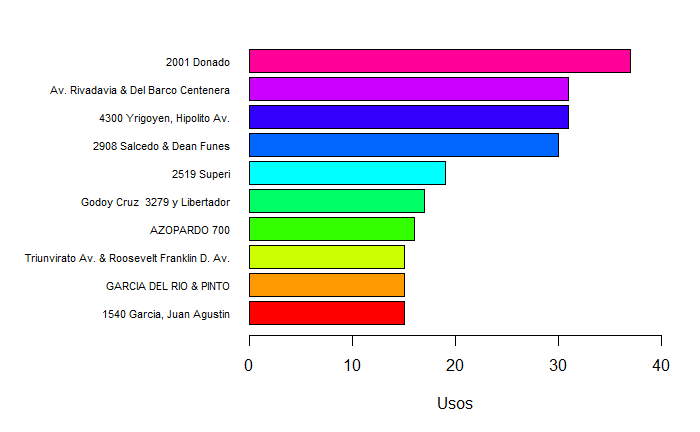 2001 Donado
Av. Rivadavia & Del Barco Centenera
4300 Yrigoyen, Hipolito Av.
2908 Salcedo & Dean Funes
2519 Superi
Godoy Cruz  3279 y Libertador
AZOPARDO 700
Triunvirato Av. & Roosevelt Franklin D. Av.
GARCIA DEL RIO & PINTO
1540 Garcia, Juan Agustin
0 10 20 30 40
Usos